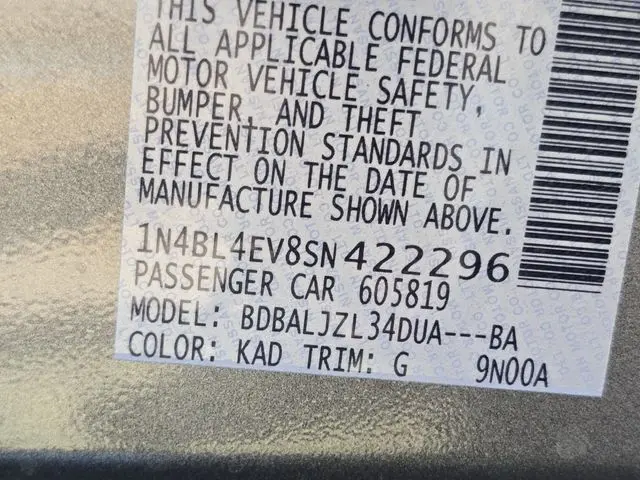 THIS VEHICLE CONFORMS TO
ALL APPLICABLE FEDERAL
MOTOR VEHICLE SAFETY,
BUMPER, AND THEFT
PREVENTION STANDARDS IN
EFFECT ON THE DATE OF
MANUFACTURE SHOWN ABOVE.
1N4BL4EV8SN422296
PASSENGER CAR 605819
MODEL: BDBALJZL34DUA---BA
COLOR: KAD TRIM: G 9N00A